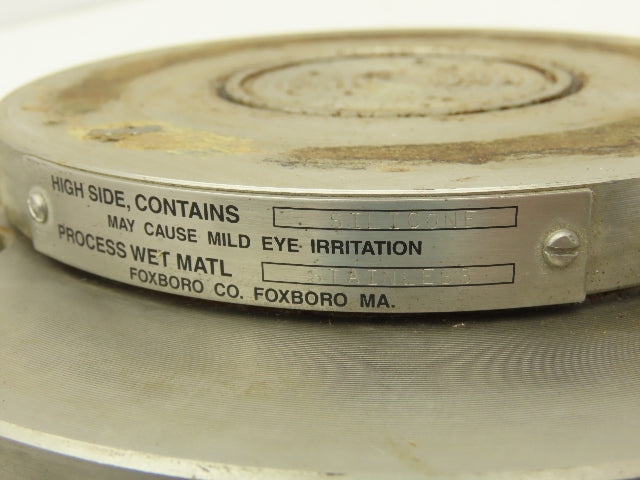 HIGH SIDE, CONTAINS SILICONE
MAY CAUSE MILD EYE IRRITATION
PROCESS WET MATL STAINLESS
FOXBORO CO. FOXBORO MA.